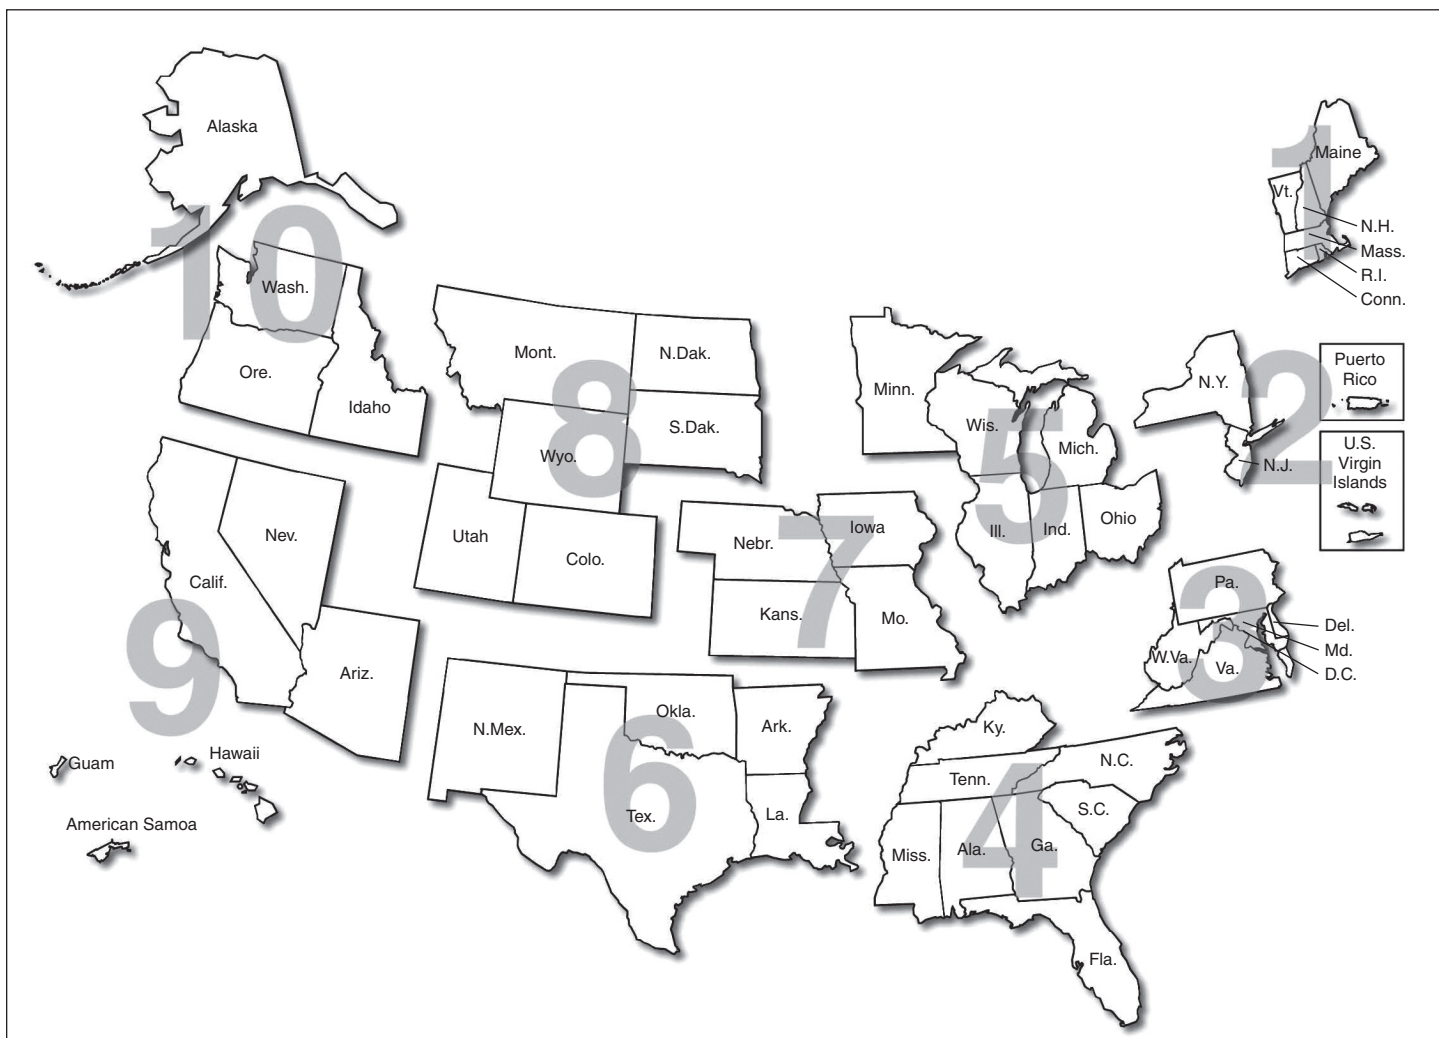 1
Maine
Vt.
N.H.
Mass.
R.I.
Conn.
2
N.Y.
N.J.
Puerto
Rico
U.S.
Virgin
Islands
3
Pa.
W.Va.
Va.
Del.
Md.
D.C.
4
Ky.
Tenn.
N.C.
S.C.
Miss.
Ala.
Ga.
Fla.
5
Minn.
Wis.
Mich.
Ill.
Ind.
Ohio
6
N.Mex.
Okla.
Ark.
Tex.
La.
7
Nebr.
Iowa
Kans.
Mo.
8
Mont.
N.Dak.
S.Dak.
Wyo.
Utah
Colo.
9
Calif.
Nev.
Ariz.
Guam
Hawaii
American Samoa
10
Alaska
Wash.
Ore.
Idaho